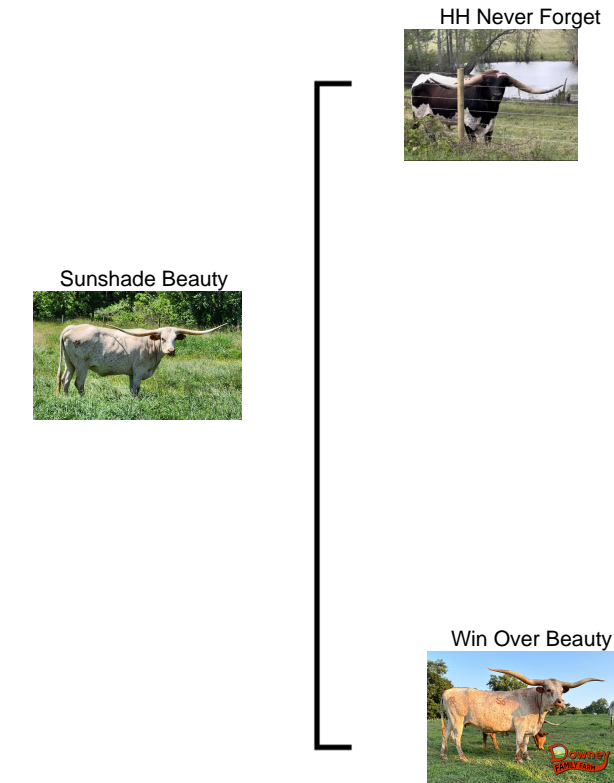 HH Never Forget
Sunshade Beauty
Win Over Beauty
Downey
FAMILY FARM